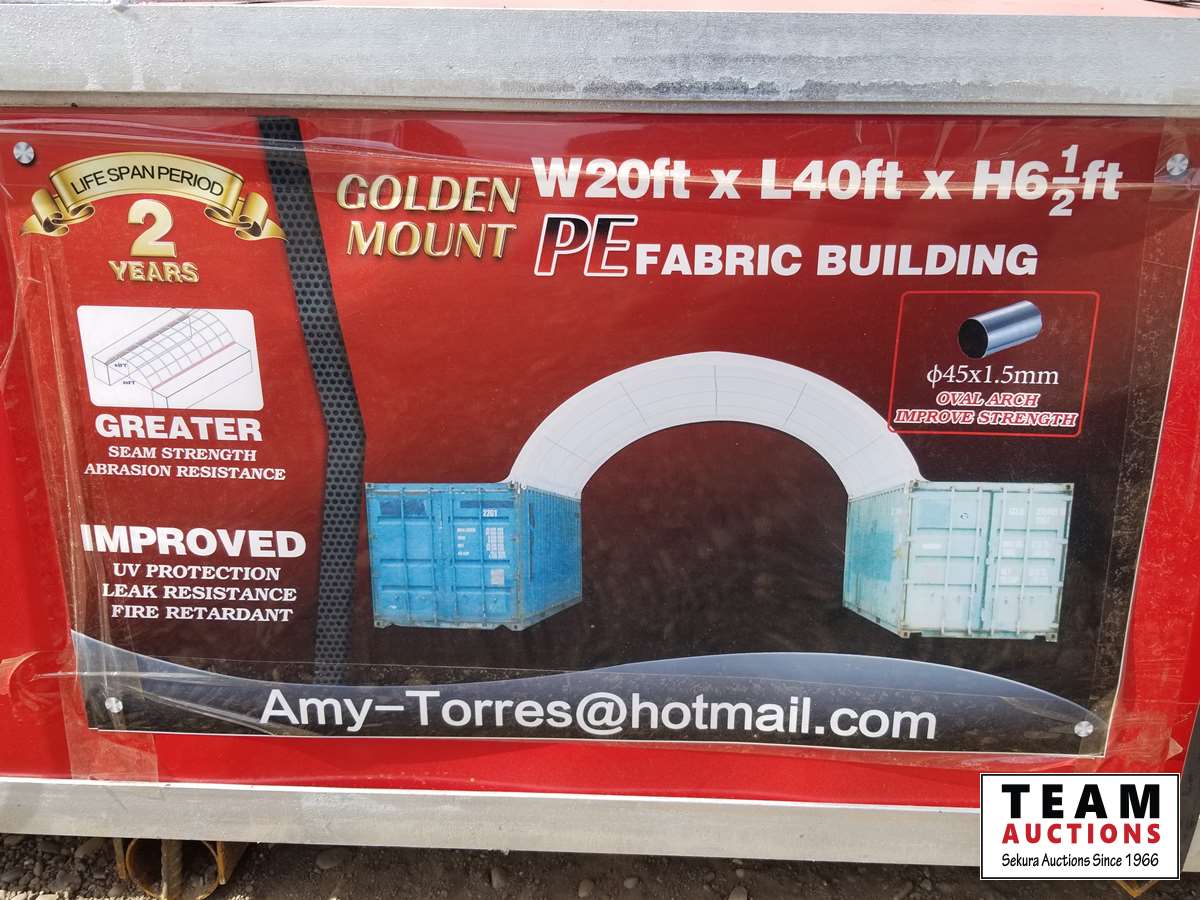 LIFE SPAN PERIOD
2
YEARS
GOLDEN
MOUNT
W20ft x L40ft x H6½ft
PE FABRIC BUILDING
GREATER
SEAM STRENGTH
ABRASION RESISTANCE
IMPROVED
UV PROTECTION
LEAK RESISTANCE
FIRE RETARDANT
ф45x1.5mm
OVAL ARCH
IMPROVE STRENGTH
2261
Amy-Torres@hotmail.com
TEAM
AUCTIONS
Sekura Auctions Since 1966